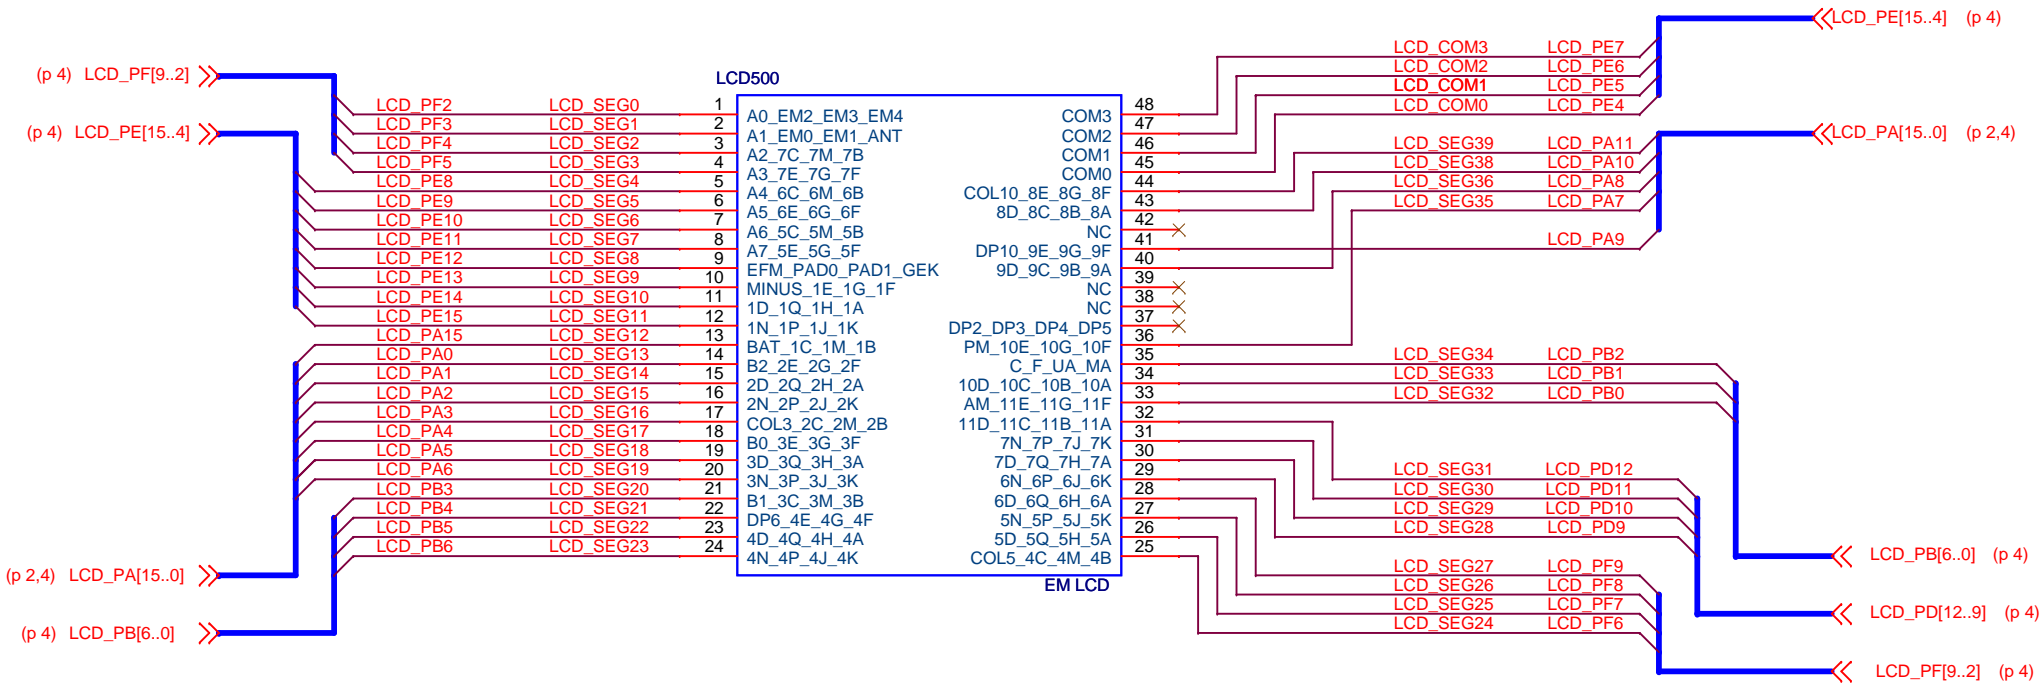 LCD_PE[15..4] (p 4)
LCD_COM3 LCD_PE7
LCD_COM2 LCD_PE6
LCD_COM1 LCD_PE5
LCD_COM0 LCD_PE4
(p 4) LCD_PF[9..2]
LCD500
LCD_PF2 LCD_SEG0 1 A0_EM2_EM3_EM4
LCD_PF3 LCD_SEG1 2 A1_EM0_EM1_ANT
LCD_PF4 LCD_SEG2 3 A2_7C_7M_7B
LCD_PF5 LCD_SEG3 4 A3_7E_7G_7F
(p 4) LCD_PE[15..4]
LCD_PE8 LCD_SEG4 5 A4_6C_6M_6B
LCD_PE9 LCD_SEG5 6 A5_6E_6G_6F
LCD_PE10 LCD_SEG6 7 A6_5C_5M_5B
LCD_PE11 LCD_SEG7 8 A7_5E_5G_5F
LCD_PE12 LCD_SEG8 9 EFM_PAD0_PAD1_GEK
LCD_PE13 LCD_SEG9 10 MINUS_1E_1G_1F
LCD_PE14 LCD_SEG10 11 1D_1Q_1H_1A
LCD_PE15 LCD_SEG11 12 1N_1P_1J_1K
LCD_PA15 LCD_SEG12 13 BAT_1C_1M_1B
LCD_PA0 LCD_SEG13 14 B2_2E_2G_2F
LCD_PA1 LCD_SEG14 15 2D_2Q_2H_2A
LCD_PA2 LCD_SEG15 16 2N_2P_2J_2K
LCD_PA3 LCD_SEG16 17 COL3_2C_2M_2B
LCD_PA4 LCD_SEG17 18 B0_3E_3G_3F
LCD_PA5 LCD_SEG18 19 3D_3Q_3H_3A
LCD_PA6 LCD_SEG19 20 3N_3P_3J_3K
LCD_PB3 LCD_SEG20 21 B1_3C_3M_3B
LCD_PB4 LCD_SEG21 22 DP6_4E_4G_4F
LCD_PB5 LCD_SEG22 23 4D_4Q_4H_4A
LCD_PB6 LCD_SEG23 24 4N_4P_4J_4K
(p 2,4) LCD_PA[15..0]
(p 4) LCD_PB[6..0]
COM3 48
COM2 47
COM1 46
COM0 45
COL10_8E_8G_8F 44
8D_8C_8B_8A 43
NC 42
DP10_9E_9G_9F 41
9D_9C_9B_9A 40
NC 39
NC 38
DP2_DP3_DP4_DP5 37
PM_10E_10G_10F 36
C_F_UA_MA 35
10D_10C_10B_10A 34
AM_11E_11G_11F 33
11D_11C_11B_11A 32
7N_7P_7J_7K 31
7D_7Q_7H_7A 30
6N_6P_6J_6K 29
6D_6Q_6H_6A 28
5N_5P_5J_5K 27
5D_5Q_5H_5A 26
COL5_4C_4M_4B 25
EM LCD
LCD_PA[15..0] (p 2,4)
LCD_SEG39 LCD_PA11
LCD_SEG38 LCD_PA10
LCD_SEG36 LCD_PA8
LCD_SEG35 LCD_PA7
LCD_PA9
LCD_SEG34 LCD_PB2
LCD_SEG33 LCD_PB1
LCD_SEG32 LCD_PB0
LCD_SEG31 LCD_PD12
LCD_SEG30 LCD_PD11
LCD_SEG29 LCD_PD10
LCD_SEG28 LCD_PD9
LCD_PB[6..0] (p 4)
LCD_SEG27 LCD_PF9
LCD_SEG26 LCD_PF8
LCD_SEG25 LCD_PF7
LCD_SEG24 LCD_PF6
LCD_PD[12..9] (p 4)
LCD_PF[9..2] (p 4)